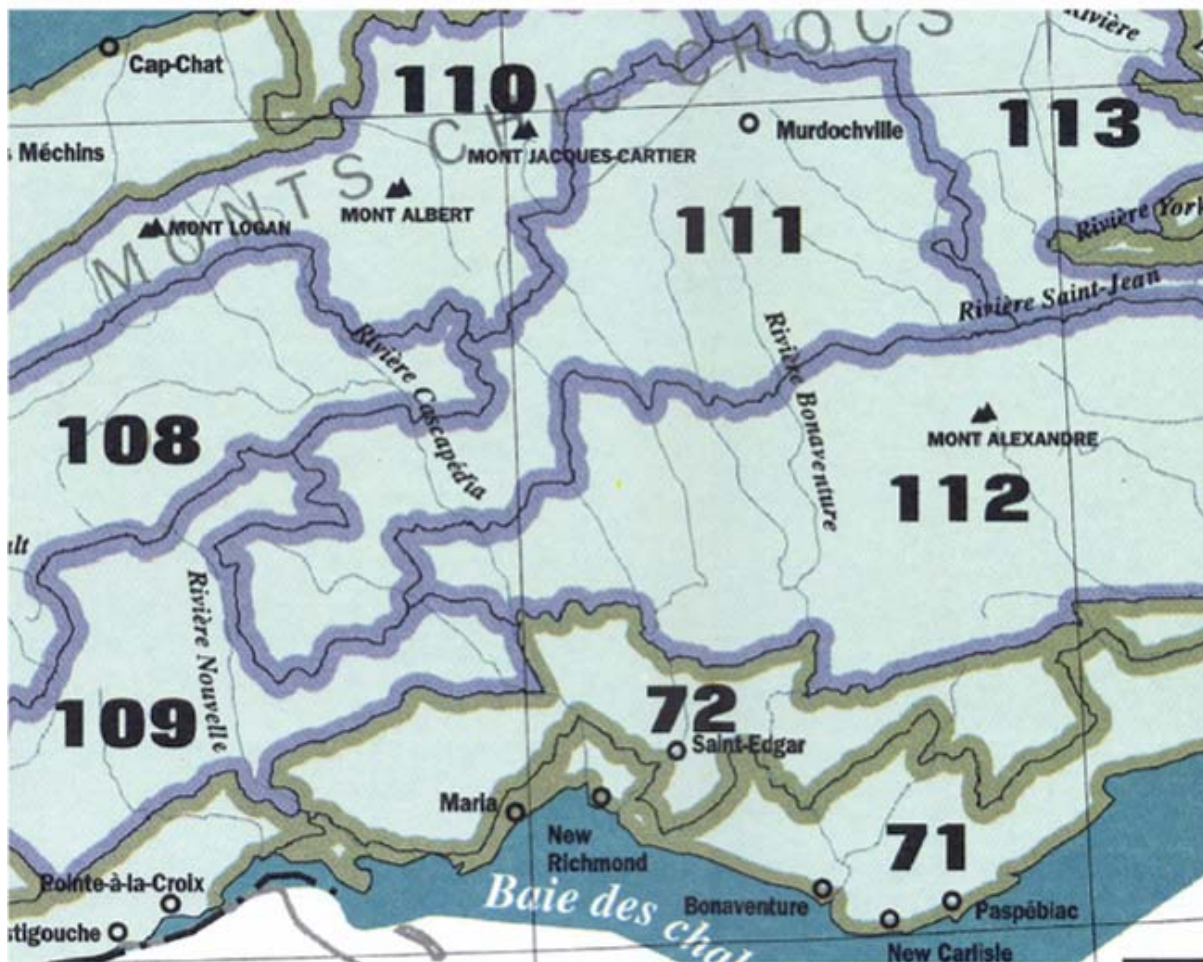 Rivière
Cap-Chat
110
MONTS CHIC CHOCS
113
Méchins
Murdochville
MONT JACQUES-CARTIER
MONT ALBERT
MONT LOGAN
111
Rivière York
Rivière Saint-Jean
Rivière Cascapédia
Rivière Bonaventure
108
MONT ALEXANDRE
112
Rivière Nouvelle
109
72
Saint-Edgar
Maria
New
Richmond
71
Pointe-à-la-Croix
Baie des chal
Bonaventure
Paspébiac
stigouche
New Carlisle